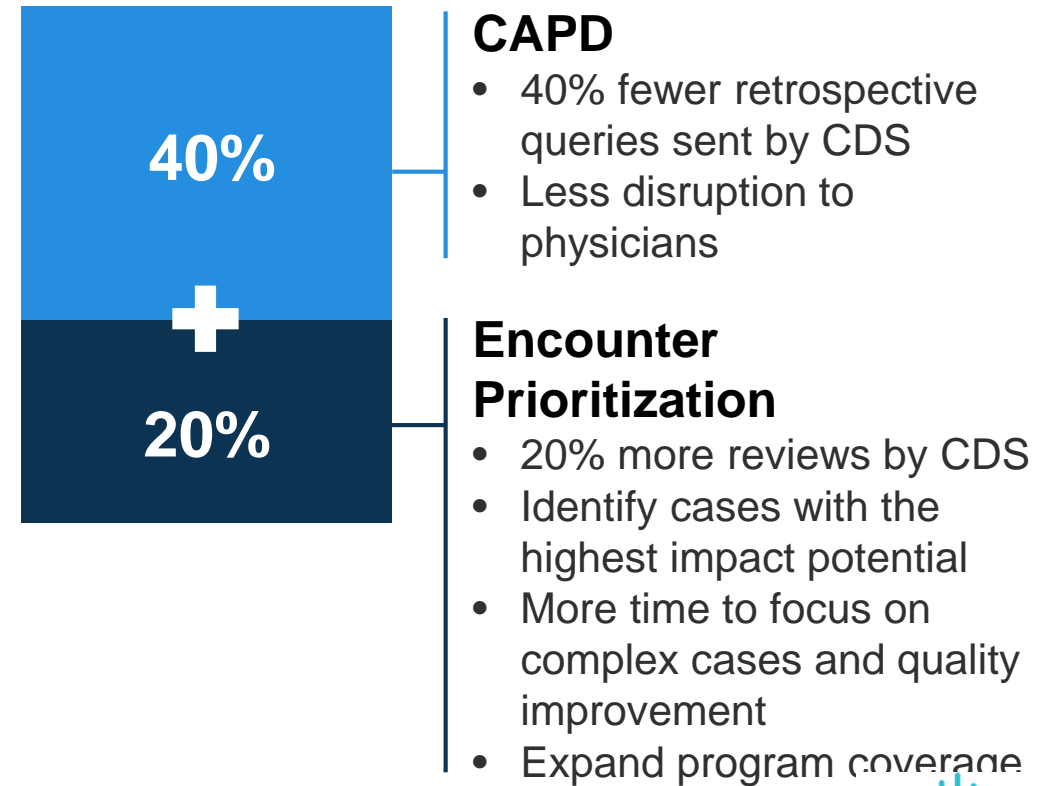 40%
20%
CAPD
• 40% fewer retrospective
queries sent by CDS
• Less disruption to
physicians
Encounter
Prioritization
• 20% more reviews by CDS
• Identify cases with the
highest impact potential
• More time to focus on
complex cases and quality
improvement
• Expand program coverage